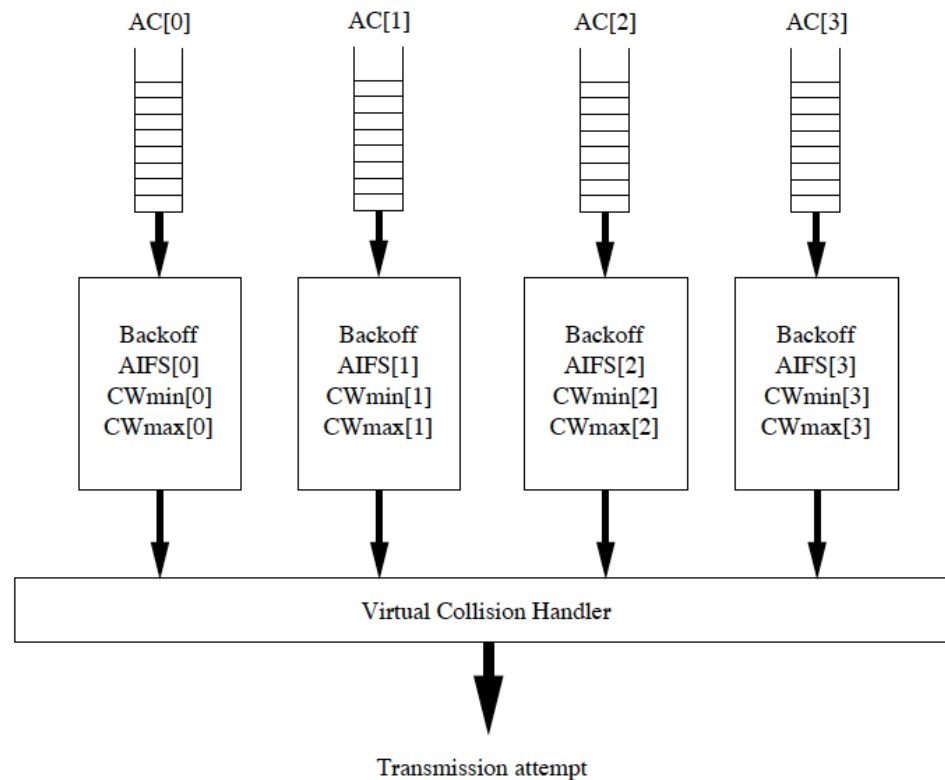 AC[0]
AC[1]
AC[2]
AC[3]
Backoff
AIFS[0]
CWmin[0]
CWmax[0]
Backoff
AIFS[1]
CWmin[1]
CWmax[1]
Backoff
AIFS[2]
CWmin[2]
CWmax[2]
Backoff
AIFS[3]
CWmin[3]
CWmax[3]
Virtual Collision Handler
Transmission attempt